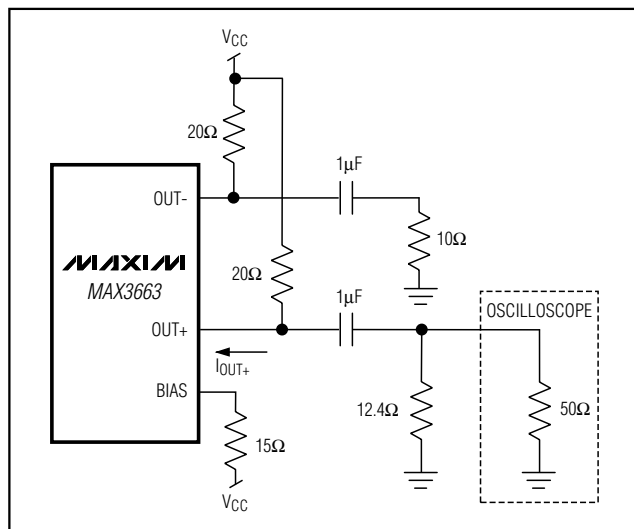 VCC
20Ω
1µF
OUT-
10Ω
MAXIM
MAX3663
20Ω
1µF
OSCILLOSCOPE
OUT+
IOUT+
BIAS
12.4Ω
50Ω
15Ω
VCC